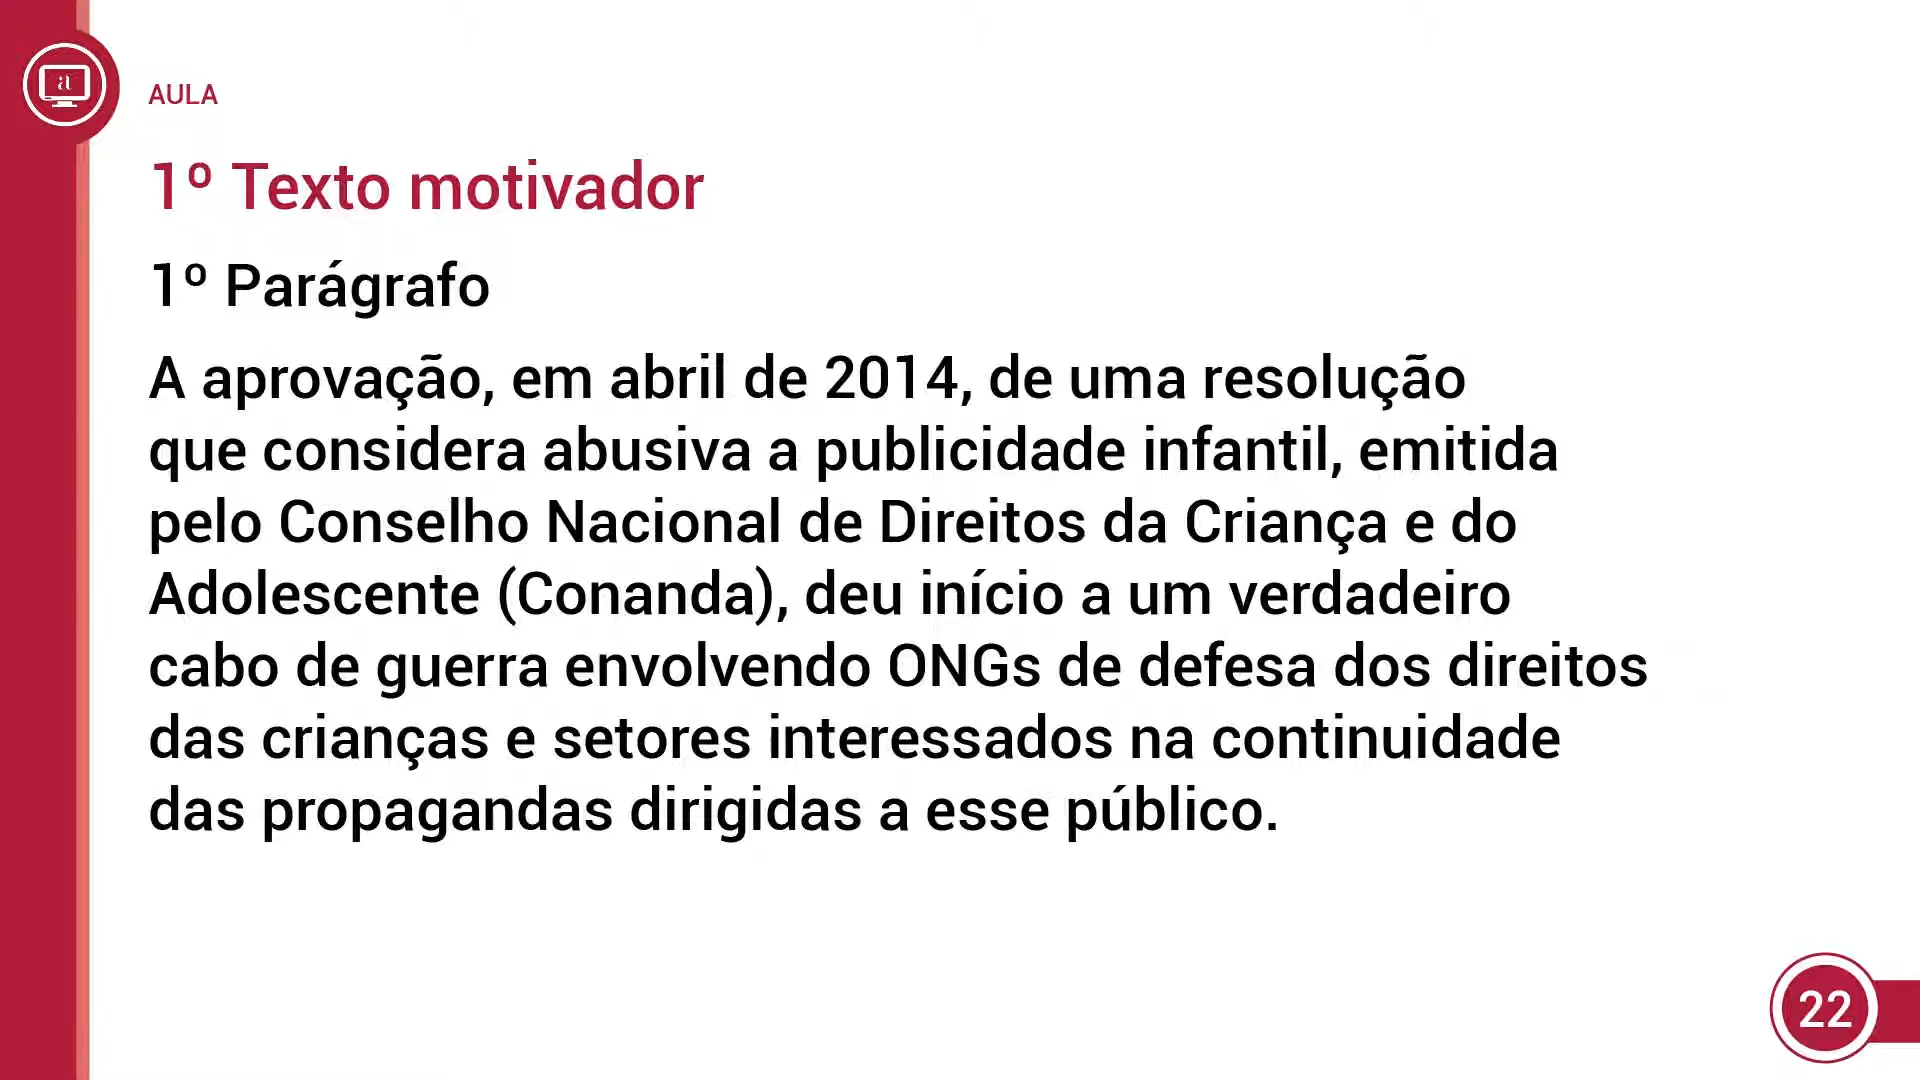 a
AULA
1º Texto motivador
1º Parágrafo
A aprovação, em abril de 2014, de uma resolução
que considera abusiva a publicidade infantil, emitida
pelo Conselho Nacional de Direitos da Criança e do
Adolescente (Conanda), deu início a um verdadeiro
cabo de guerra envolvendo ONGs de defesa dos direitos
das crianças e setores interessados na continuidade
das propagandas dirigidas a esse público.
22